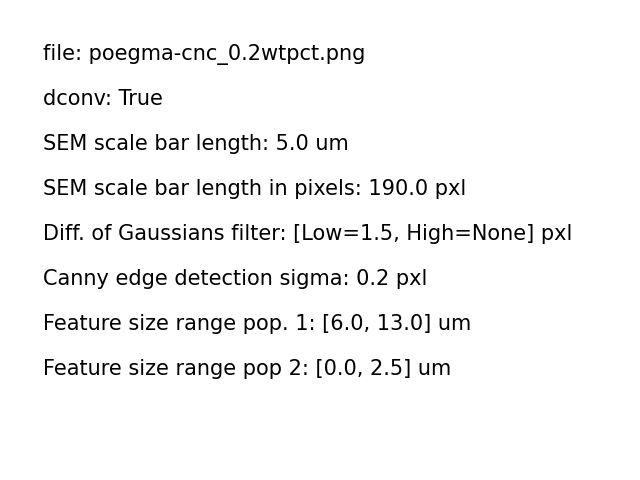 file: poegma-cnc_0.2wtpct.png
dconv: True
SEM scale bar length: 5.0 um
SEM scale bar length in pixels: 190.0 pxl
Diff. of Gaussians filter: [Low=1.5, High=None] pxl
Canny edge detection sigma: 0.2 pxl
Feature size range pop. 1: [6.0, 13.0] um
Feature size range pop 2: [0.0, 2.5] um